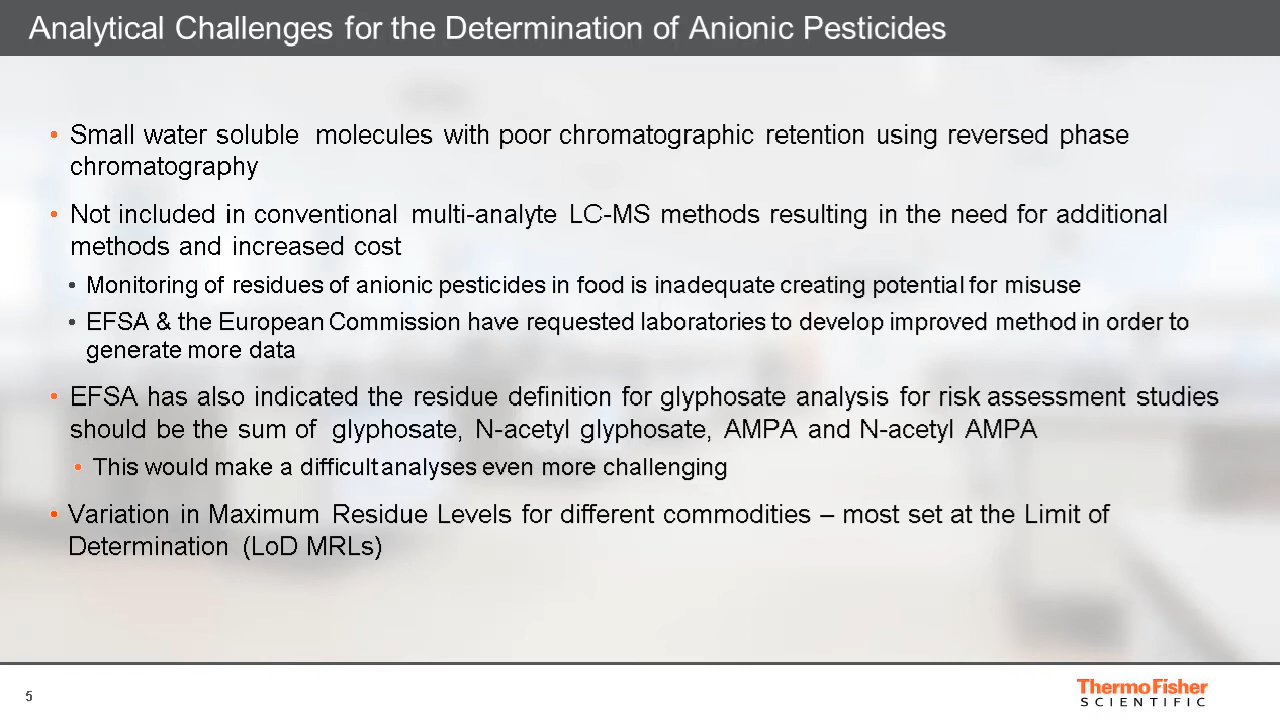 Analytical Challenges for the Determination of Anionic Pesticides
• Small water soluble molecules with poor chromatographic retention using reversed phase
chromatography
• Not included in conventional multi-analyte LC-MS methods resulting in the need for additional
methods and increased cost
• Monitoring of residues of anionic pesticides in food is inadequate creating potential for misuse
• EFSA & the European Commission have requested laboratories to develop improved method in order to
generate more data
• EFSA has also indicated the residue definition for glyphosate analysis for risk assessment studies
should be the sum of glyphosate, N-acetyl glyphosate, AMPA and N-acetyl AMPA
• This would make a difficult analyses even more challenging
• Variation in Maximum Residue Levels for different commodities – most set at the Limit of
Determination (LoD MRLs)
5
ThermoFisher
SCIENTIFIC